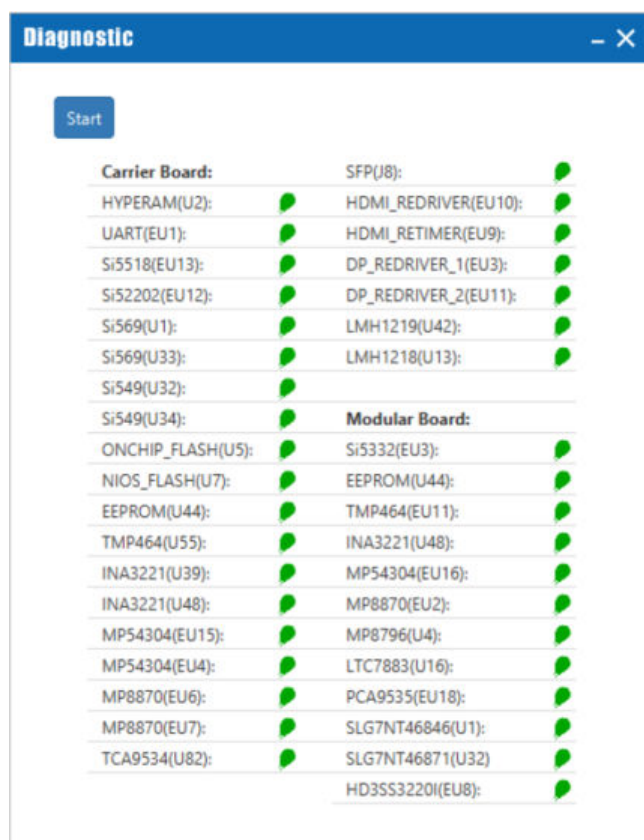 Diagnostic
Start
Carrier Board:
HYPERAM(U2):
UART(EU1):
Si5518(EU13):
Si52202(EU12):
Si569(U1):
Si569(U33):
Si549(U32):
Si549(U34):
ONCHIP_FLASH(U5):
NIOS_FLASH(U7):
EEPROM(U44):
TMP464(U55):
INA3221(U39):
INA3221(U48):
MP54304(EU15):
MP54304(EU4):
MP8870(EU6):
MP8870(EU7):
TCA9534(U82):
SFP(J8):
HDMI_REDRIVER(EU10):
HDMI_RETIMER(EU9):
DP_REDRIVER_1(EU3):
DP_REDRIVER_2(EU11):
LMH1219(U42):
LMH1218(U13):
Modular Board:
Si5332(EU3):
EEPROM(U44):
TMP464(EU11):
INA3221(U48):
MP54304(EU16):
MP8870(EU2):
MP8796(U4):
LTC7883(U16):
PCA9535(EU18):
SLG7NT46846(U1):
SLG7NT46871(U32)
HD3SS3220I(EU8):